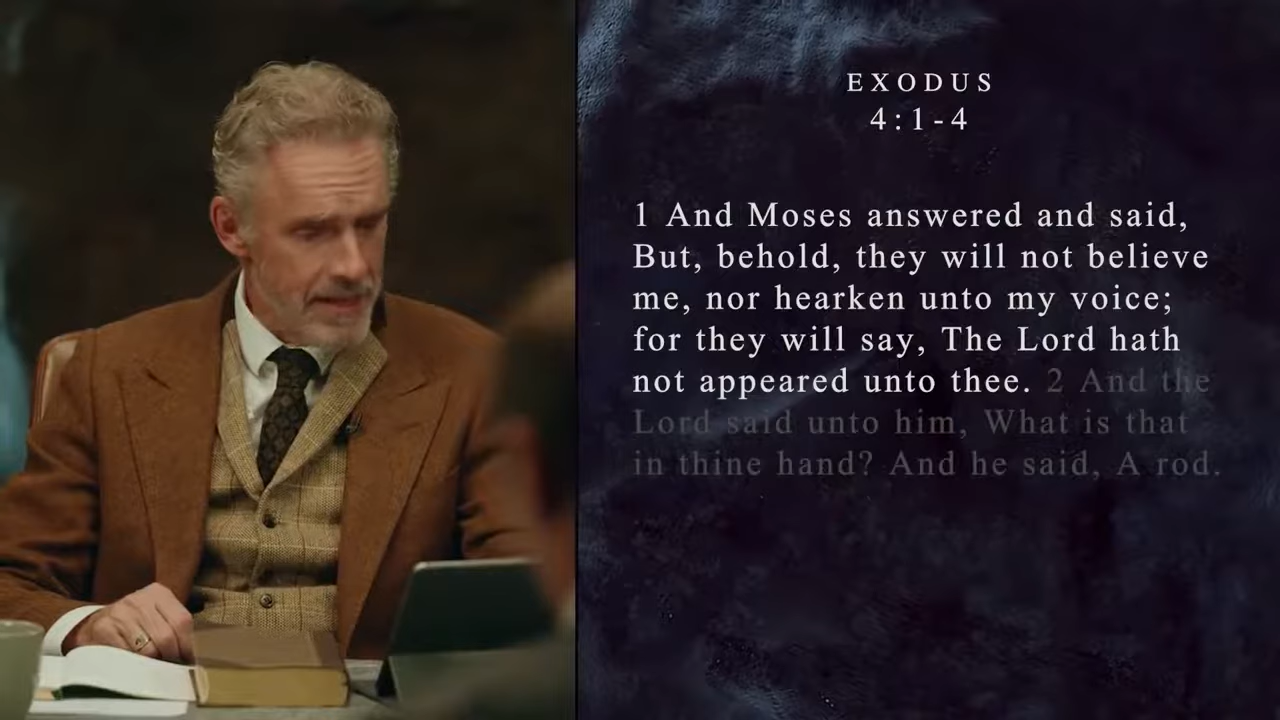 EXODUS
4:1-4
1 And Moses answered and said,
But, behold, they will not believe
me, nor hearken unto my voice;
for they will say, The Lord hath
not appeared unto thee. 2 And the
Lord said unto him, What is that
in thine hand? And he said, A rod.